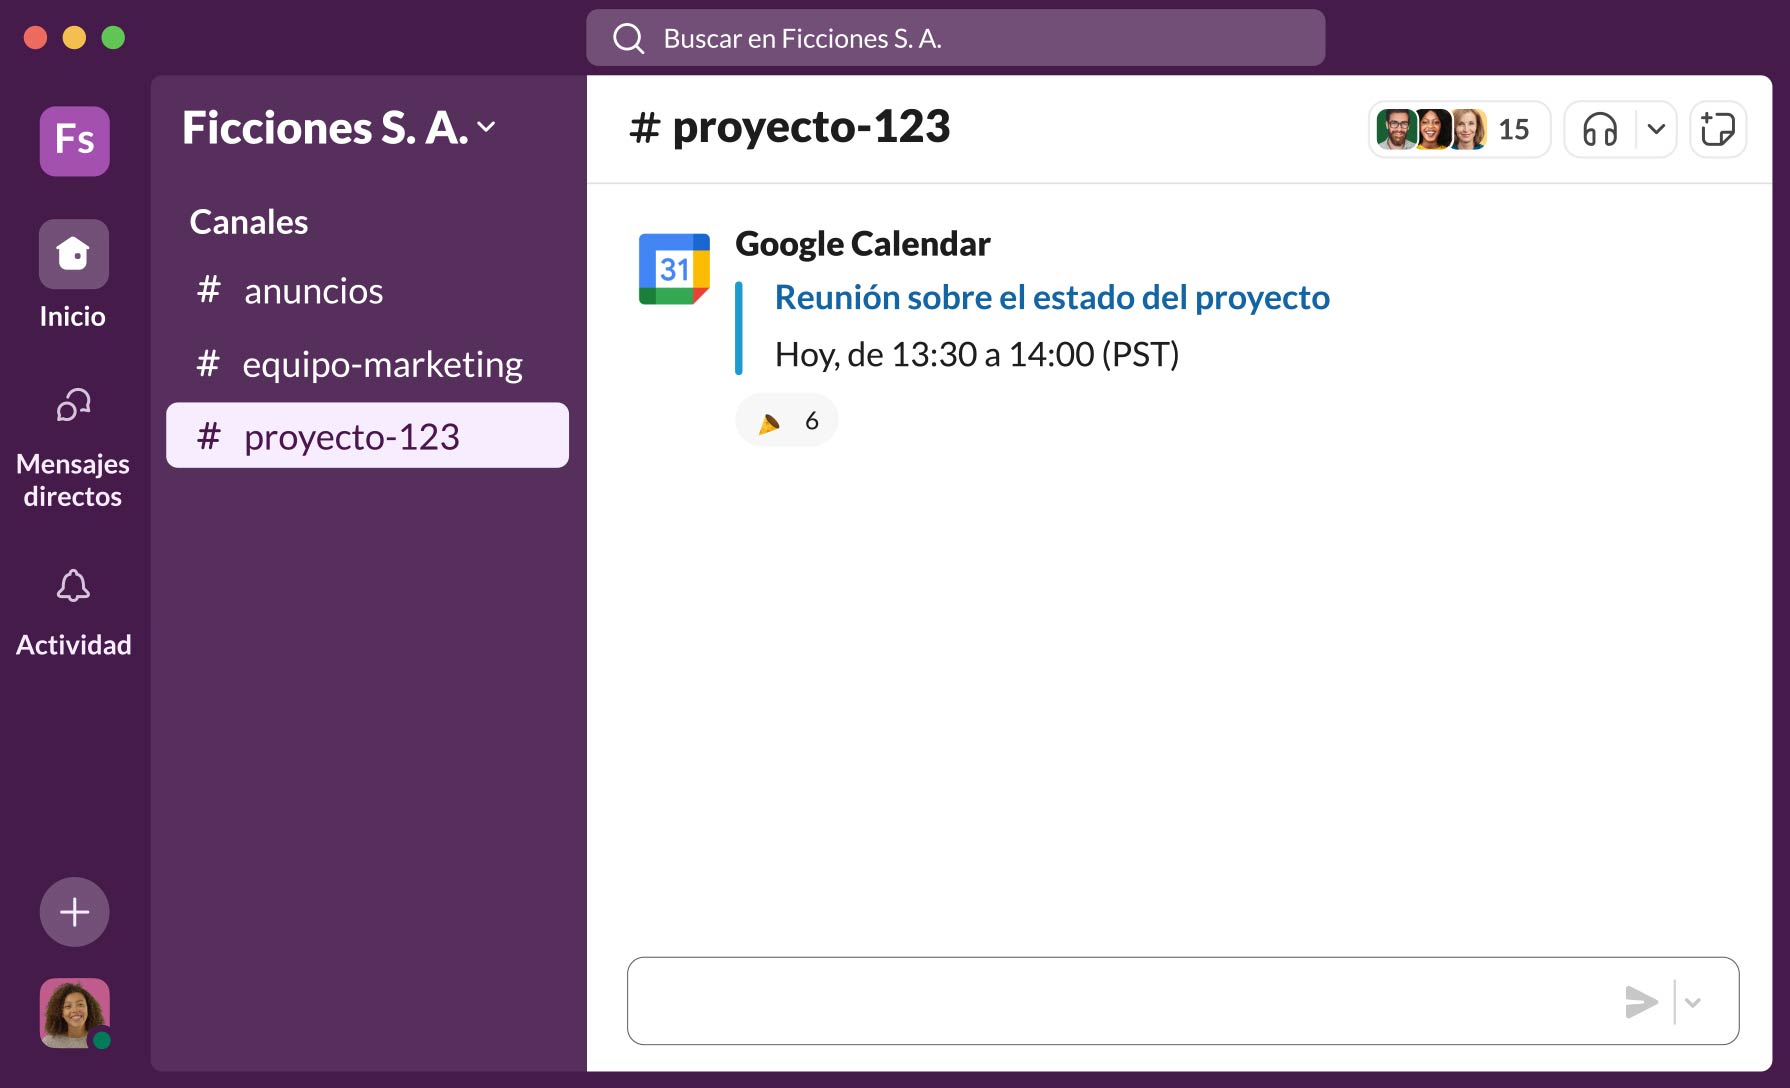 Buscar en Ficciones S. A.
Fs
Inicio
Mensajes
directos
Actividad
Ficciones S. A.
Canales
# anuncios
# equipo-marketing
# proyecto-123
# proyecto-123
15
Google Calendar
31
Reunión sobre el estado del proyecto
Hoy, de 13:30 a 14:00 (PST)
6